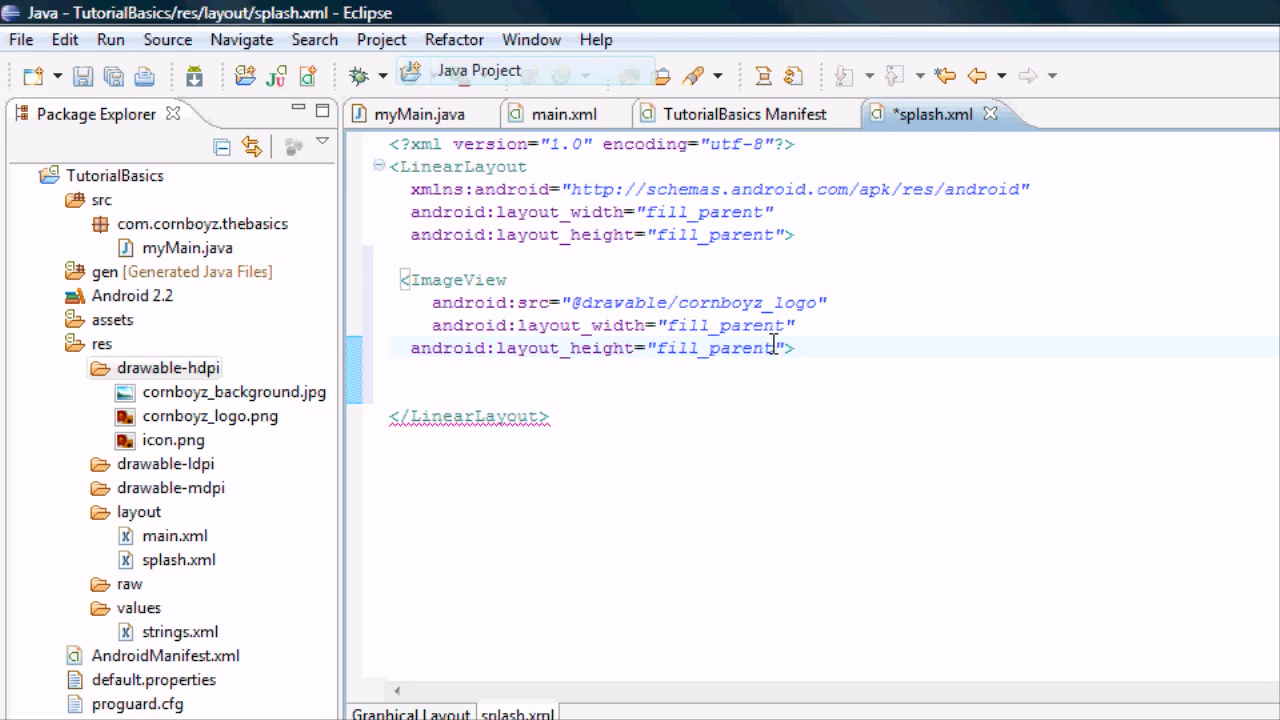 Java - TutorialBasics/res/layout/splash.xml - Eclipse
File Edit Run Source Navigate Search Project Refactor Window Help
Java Project
Package Explorer
myMain.java main.xml TutorialBasics Manifest *splash.xml
TutorialBasics
src
com.cornboyz.thebasics
myMain.java
gen [Generated Java Files]
Android 2.2
assets
res
drawable-hdpi
cornboyz_background.jpg
cornboyz_logo.png
icon.png
drawable-ldpi
drawable-mdpi
layout
main.xml
splash.xml
raw
values
strings.xml
AndroidManifest.xml
default.properties
proguard.cfg
<?xml version="1.0" encoding="utf-8"?>
<LinearLayout
xmlns:android="http://schemas.android.com/apk/res/android"
android:layout_width="fill_parent"
android:layout_height="fill_parent">
<ImageView
android:src="@drawable/cornboyz_logo"
android:layout_width="fill_parent"
android:layout_height="fill_parent">
</LinearLayout>
Graphical Layout splash.xml